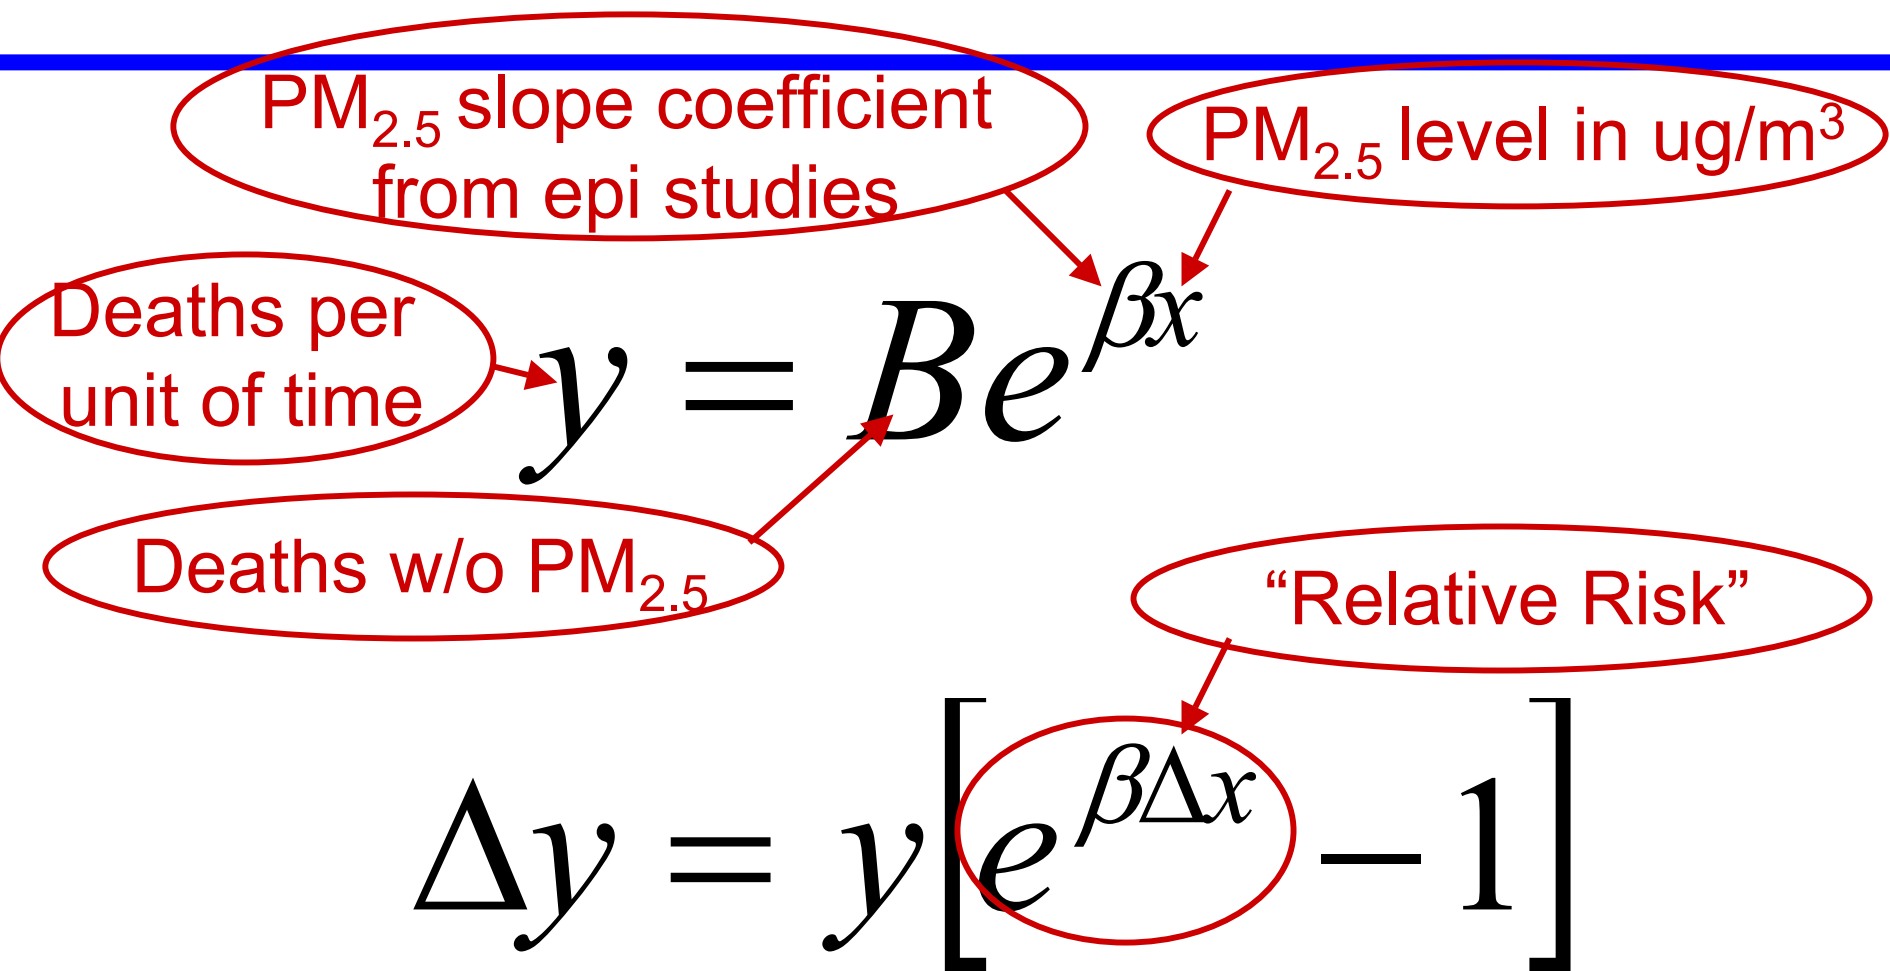 PM₂.₅ slope coefficient
from epi studies
PM₂.₅ level in ug/m³
Deaths per
unit of time
y = Be^{βx}
Deaths w/o PM₂.₅
“Relative Risk”
Δy = y[e^{βΔx} − 1]